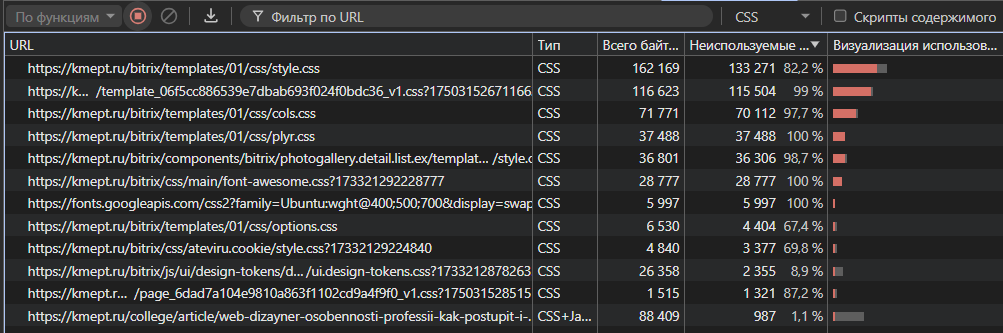 По функциям Фильтр по URL CSS Скрипты содержимого
URL Тип Всего байт... Неиспользуемые ... Визуализация использов...
https://kmept.ru/bitrix/templates/01/css/style.css CSS 162 169 133 271 82,2 %
https://k... /template_06f5cc886539e7dbab693f024f0bdc36_v1.css?17503152671166 CSS 116 623 115 504 99 %
https://kmept.ru/bitrix/templates/01/css/cols.css CSS 71 771 70 112 97,7 %
https://kmept.ru/bitrix/templates/01/css/plyr.css CSS 37 488 37 488 100 %
https://kmept.ru/bitrix/components/bitrix/photogallery.detail.list.ex/templat... /style.c CSS 36 801 36 306 98,7 %
https://kmept.ru/bitrix/css/main/font-awesome.css?173321292228777 CSS 28 777 28 777 100 %
https://fonts.googleapis.com/css2?family=Ubuntu:wght@400;500;700&display=swap CSS 5 997 5 997 100 %
https://kmept.ru/bitrix/templates/01/css/options.css CSS 6 530 4 404 67,4 %
https://kmept.ru/bitrix/css/ateviru.cookie/style.css?17332129224840 CSS 4 840 3 377 69,8 %
https://kmept.ru/bitrix/js/ui/design-tokens/d... /ui.design-tokens.css?1733212878263 CSS 26 358 2 355 8,9 %
https://kmept.r... /page_6dad7a104e9810a863f1102cd9a4f9f0_v1.css?175031528515 CSS 1 515 1 321 87,2 %
https://kmept.ru/college/article/web-dizayner-osobennosti-professii-kak-postupit-i-... CSS+Ja... 88 409 987 1,1 %